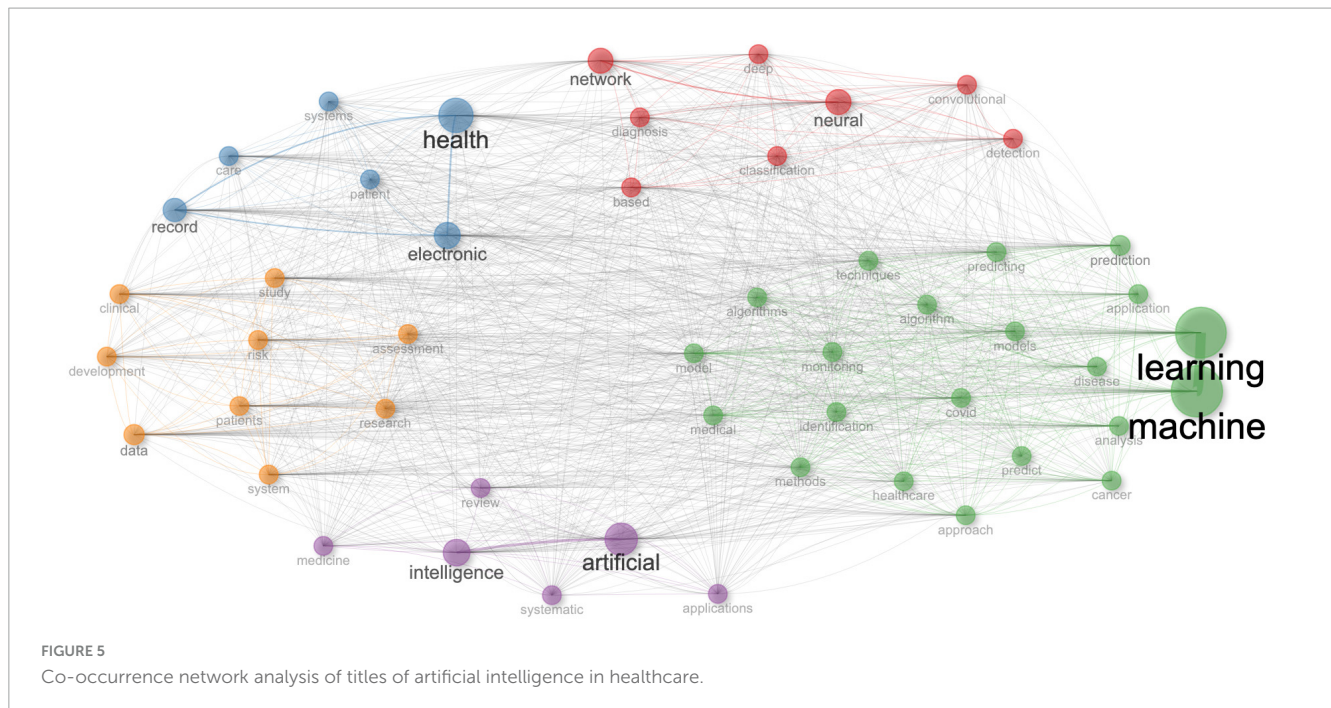 network
deep
systems
convolutional
health
diagnosis
neural
detection
care
patient
classification
based
record
electronic
prediction
techniques
predicting
study
clinical
algorithms
algorithm
application
risk
assessment
models
development
model
monitoring
disease
learning
patients
research
medical
identification
covid
machine
analysis
data
system
review
methods
healthcare
predict
cancer
approach
medicine
intelligence
artificial
systematic
applications
FIGURE 5
Co-occurrence network analysis of titles of artificial intelligence in healthcare.